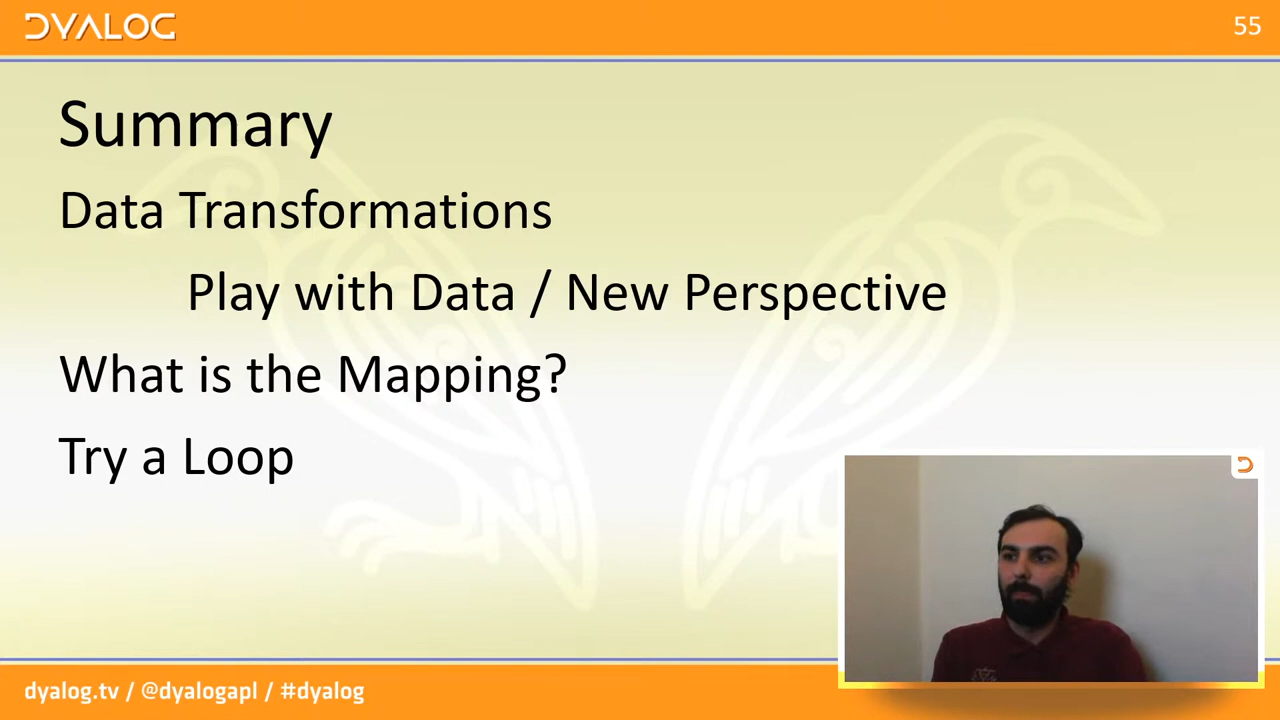 DYALOG
55
Summary
Data Transformations
Play with Data / New Perspective
What is the Mapping?
Try a Loop
dyalog.tv / @dyalogapl / #dyalog